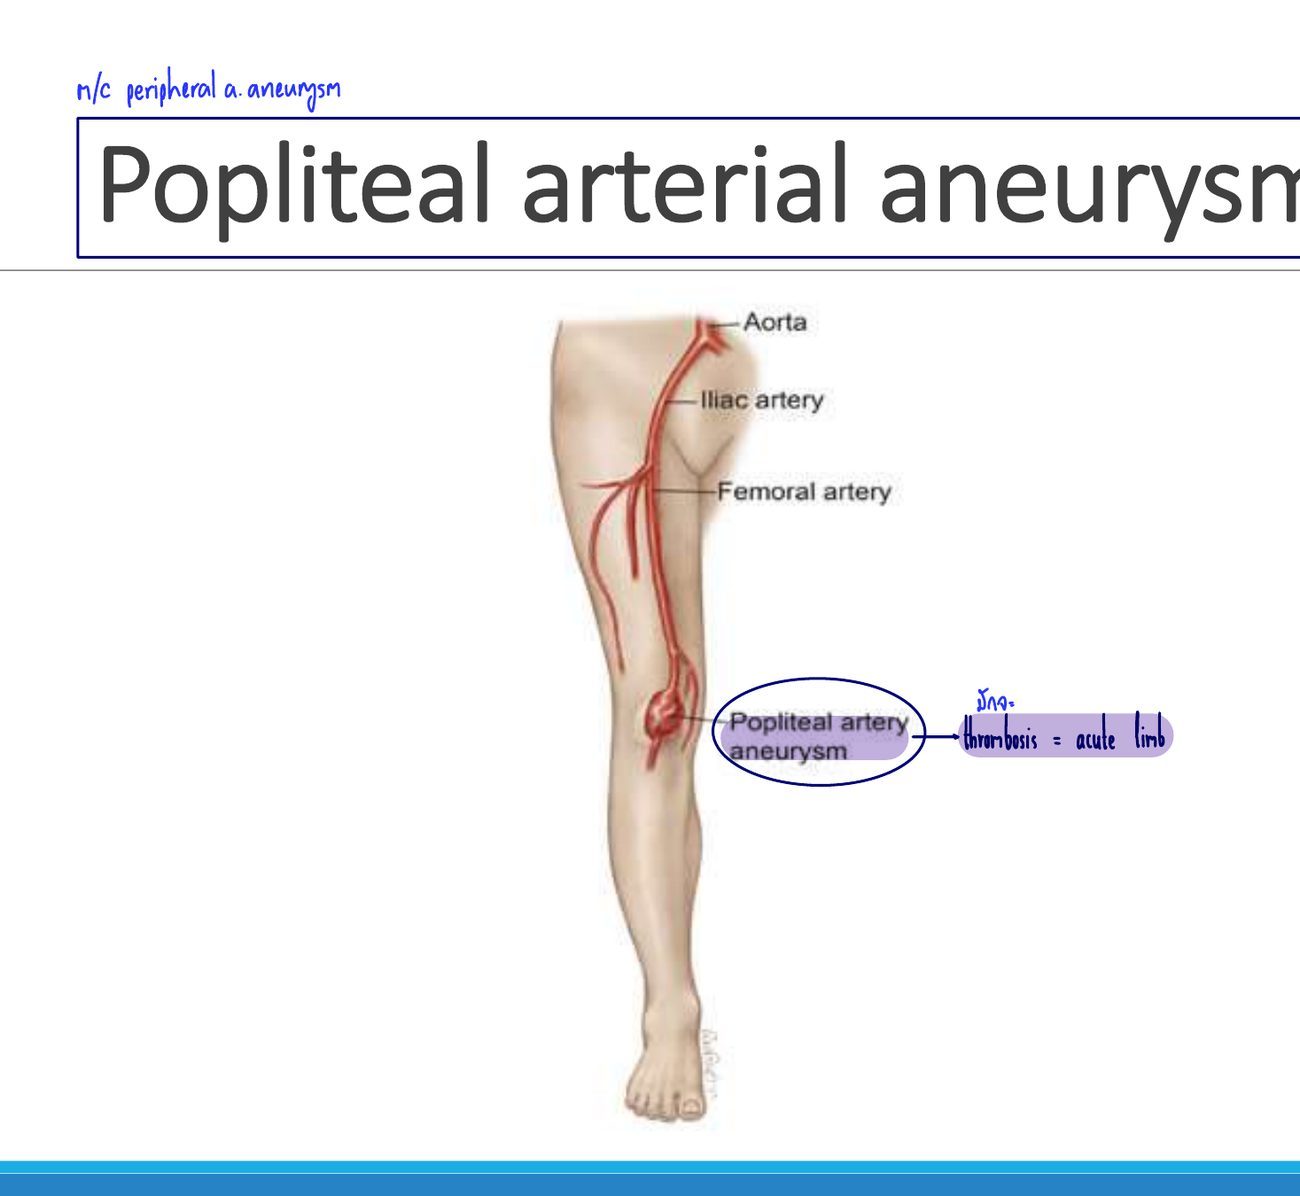 m/c peripheral a. aneurysm
Popliteal arterial aneurysm
Aorta
Iliac artery
Femoral artery
Popliteal artery
aneurysm
มักจะ
thrombosis = acute limb